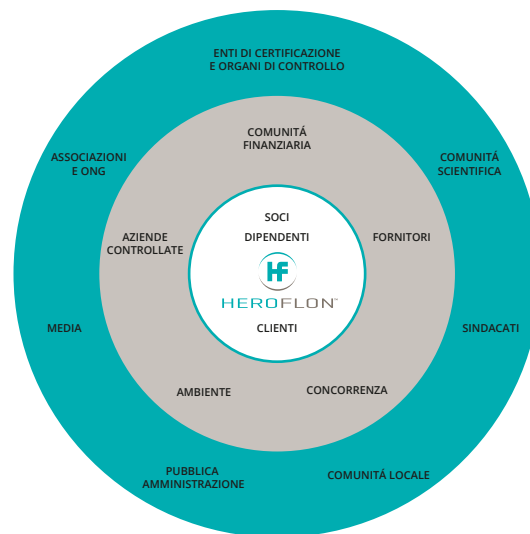 ENTI DI CERTIFICAZIONE
E ORGANI DI CONTROLLO
COMUNITÁ
FINANZIARIA
ASSOCIAZIONI
E ONG
COMUNITÁ
SCIENTIFICA
SOCI
AZIENDE
CONTROLLATE
DIPENDENTI
FORNITORI
HF
HEROFLON™
MEDIA
CLIENTI
SINDACATI
AMBIENTE
CONCORRENZA
PUBBLICA
AMMINISTRAZIONE
COMUNITÁ LOCALE